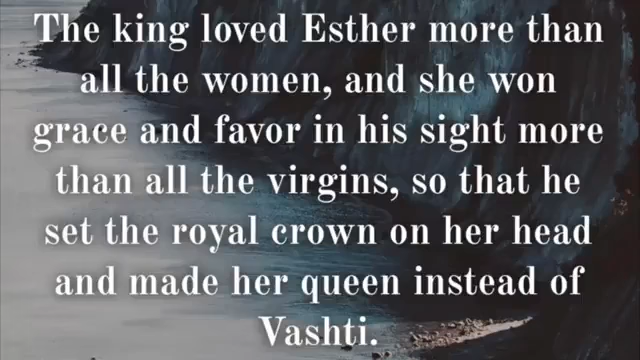 The king loved Esther more than
all the women, and she won
grace and favor in his sight more
than all the virgins, so that he
set the royal crown on her head
and made her queen instead of
Vashti.